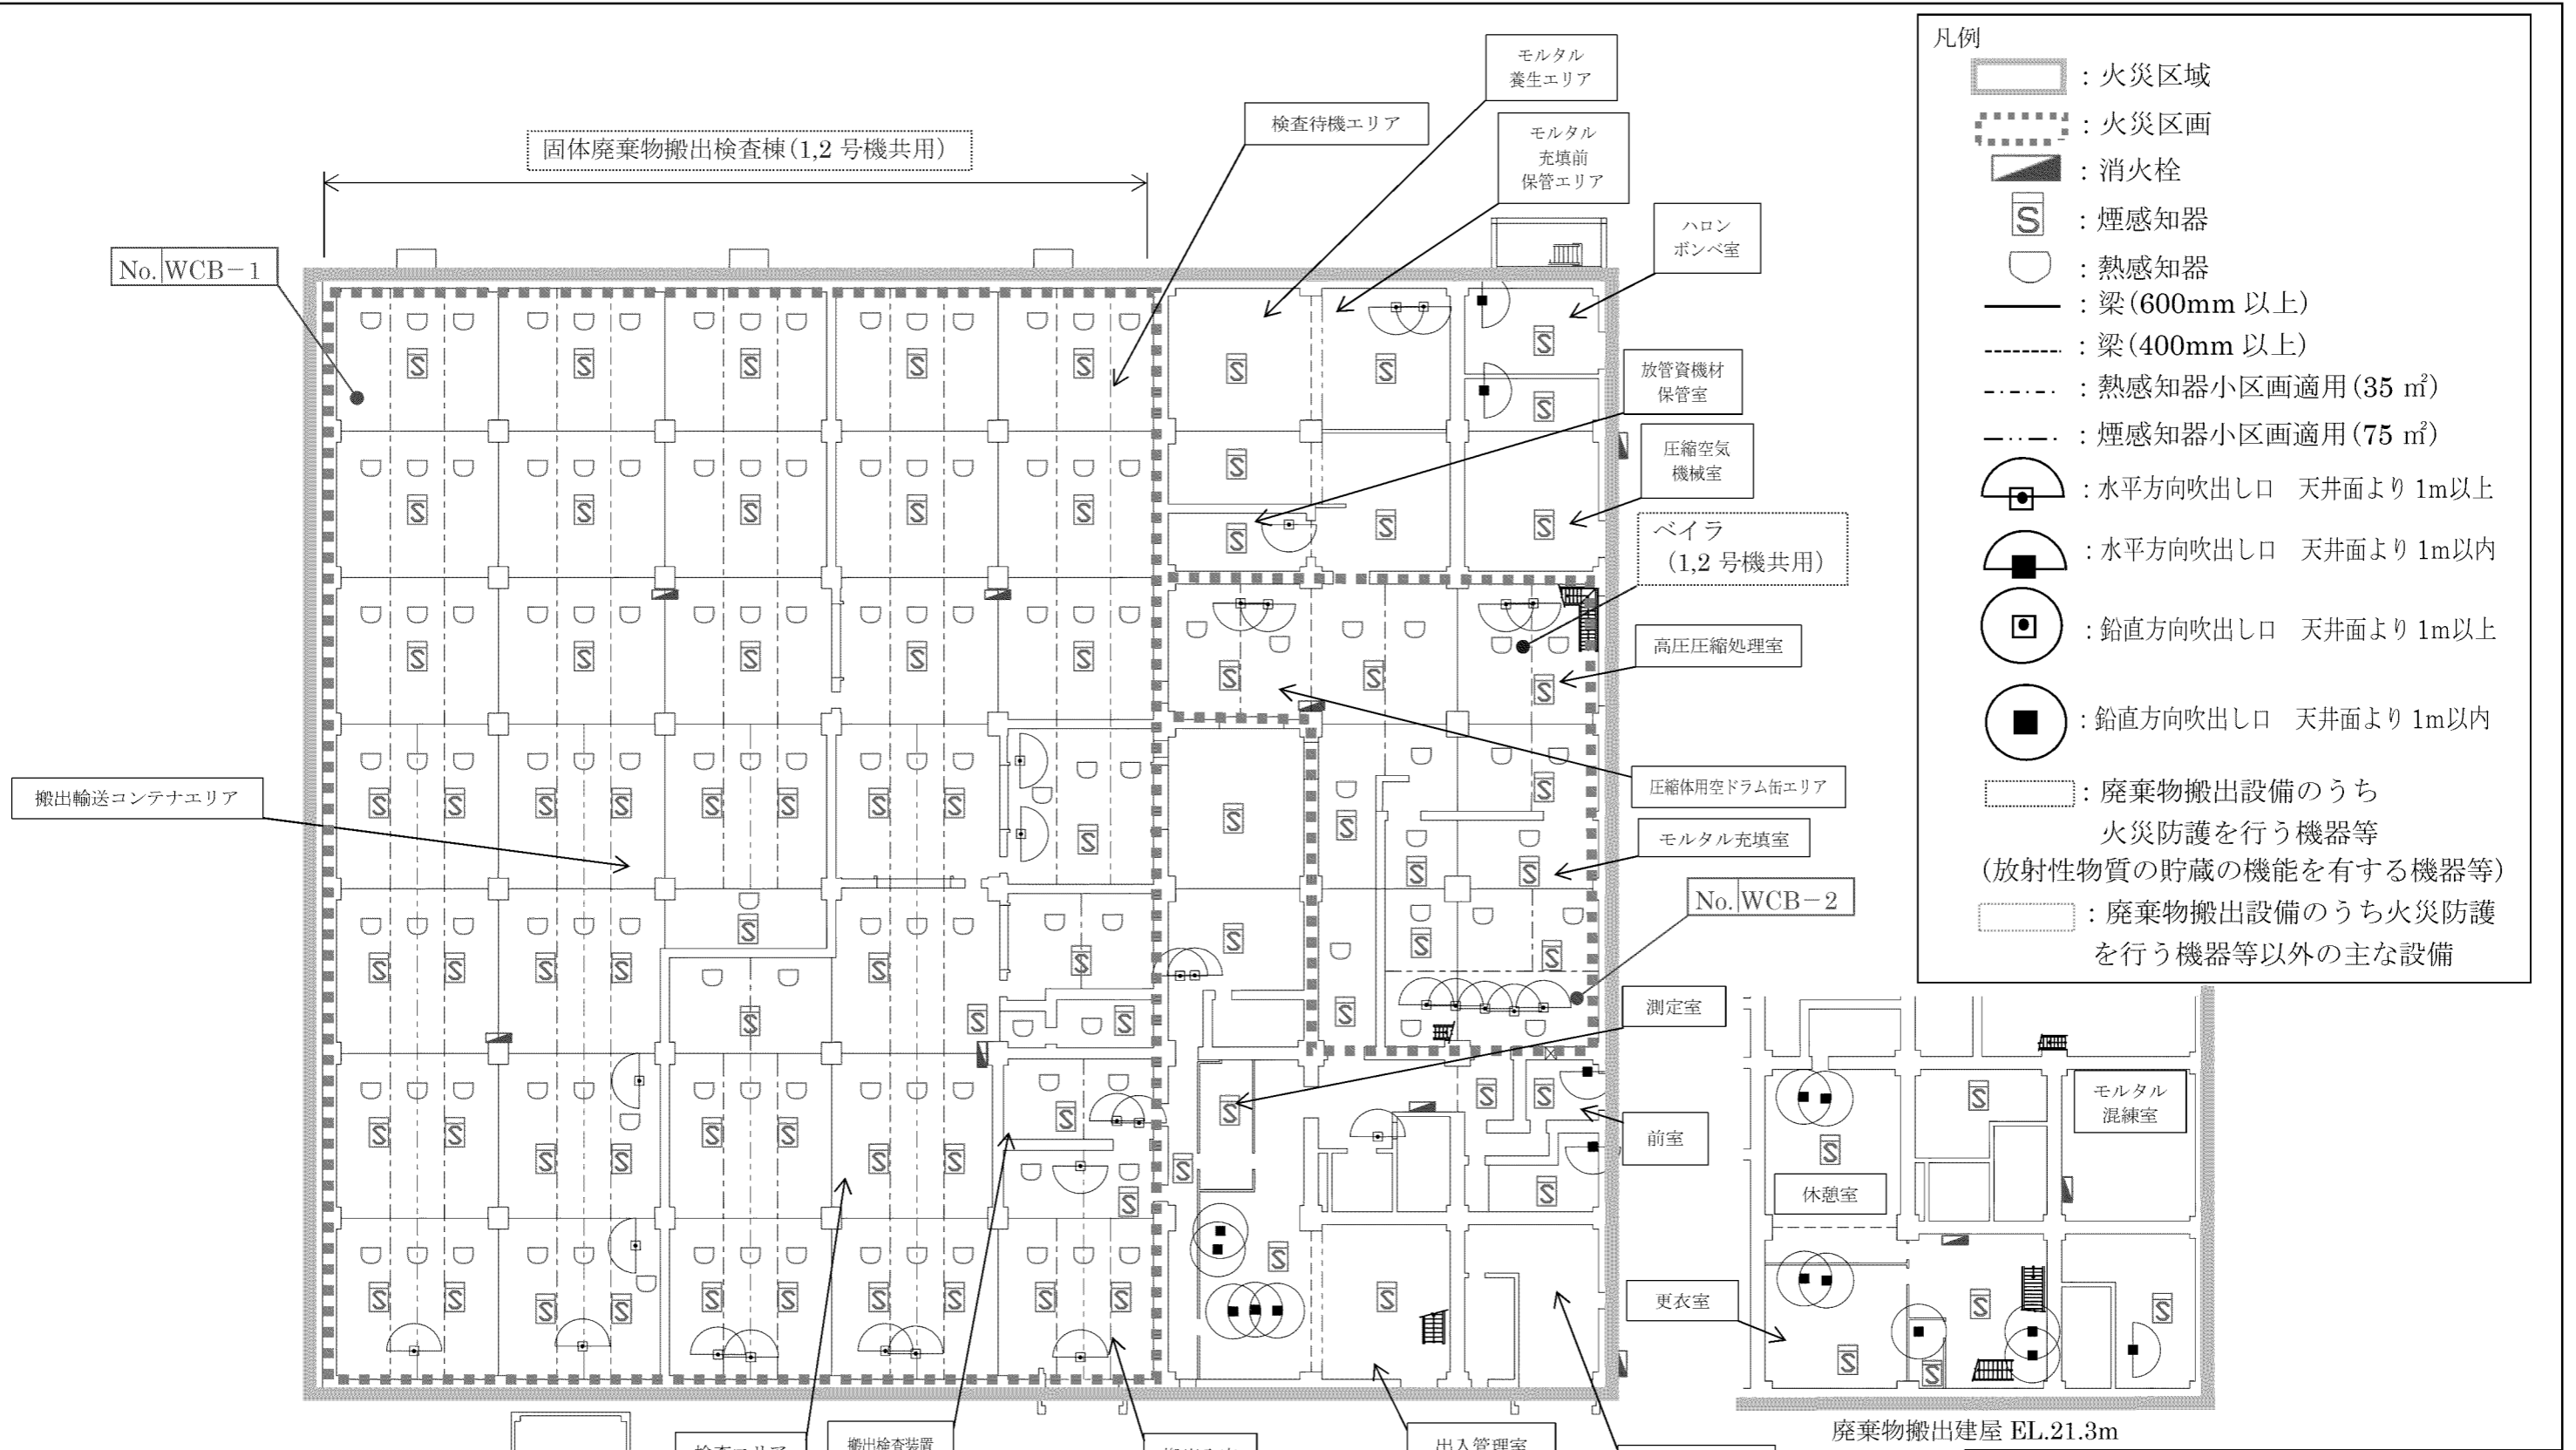 モルタル
養生エリア
検査待機エリア
モルタル
充填前
保管エリア
固体廃棄物搬出検査棟(1,2 号機共用)
ハロン
ボンベ室
No. WCB-1
放管資機材
保管室
圧縮空気
機械室
ベイラ
(1,2 号機共用)
高圧圧縮処理室
搬出輸送コンテナエリア
圧縮体用空ドラム缶エリア
モルタル充填室
No. WCB-2
測定室
前室
モルタル
混練室
休憩室
更衣室
廃棄物搬出建屋 EL.21.3m
搬出検査装置
出入管理室
凡例
：火災区域
：火災区画
：消火栓
S ：煙感知器
：熱感知器
：梁(600mm 以上)
：梁(400mm 以上)
：熱感知器小区画適用(35 ㎡)
：煙感知器小区画適用(75 ㎡)
：水平方向吹出し口　天井面より 1m以上
：水平方向吹出し口　天井面より 1m以内
：鉛直方向吹出し口　天井面より 1m以上
：鉛直方向吹出し口　天井面より 1m以内
：廃棄物搬出設備のうち
火災防護を行う機器等
(放射性物質の貯蔵の機能を有する機器等)
：廃棄物搬出設備のうち火災防護
を行う機器等以外の主な設備